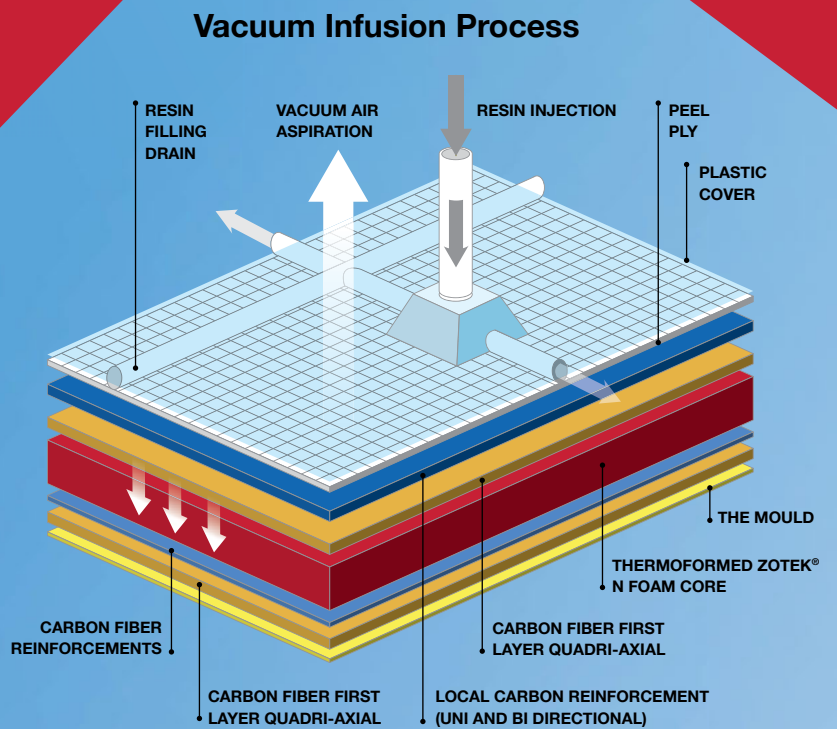 Vacuum Infusion Process
RESIN
FILLING
DRAIN
VACUUM AIR
ASPIRATION
RESIN INJECTION
PEEL
PLY
PLASTIC
COVER
THE MOULD
THERMOFORMED ZOTEK®
N FOAM CORE
CARBON FIBER
REINFORCEMENTS
CARBON FIBER FIRST
LAYER QUADRI-AXIAL
CARBON FIBER FIRST
LAYER QUADRI-AXIAL
LOCAL CARBON REINFORCEMENT
(UNI AND BI DIRECTIONAL)